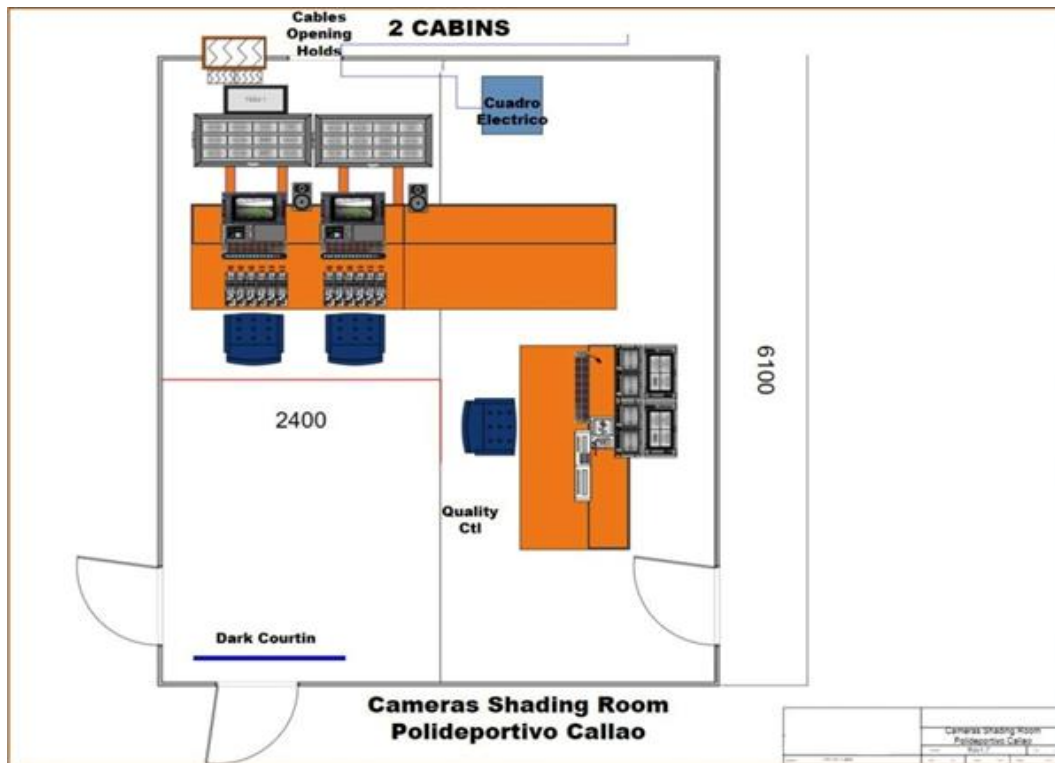 Cables
Opening
Holds
2 CABINS
Cuadro
Electrico
6100
2400
Quality
Ctl
Dark Courtin
Cameras Shading Room
Polideportivo Callao
Cameras Shading Room
Polideportivo Callao